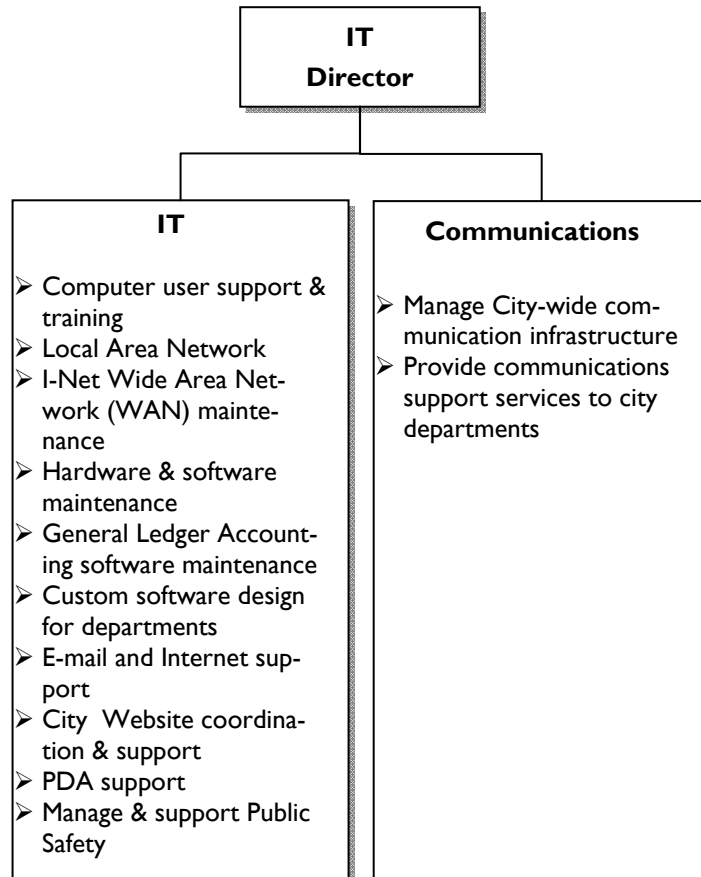 IT
Director
IT
➢ Computer user support &
training
➢ Local Area Network
➢ I-Net Wide Area Net-
work (WAN) mainte-
nance
➢ Hardware & software
maintenance
➢ General Ledger Account-
ing software maintenance
➢ Custom software design
for departments
➢ E-mail and Internet sup-
port
➢ City  Website coordina-
tion & support
➢ PDA support
➢ Manage & support Public
Safety
Communications
➢ Manage City-wide com-
munication infrastructure
➢ Provide communications
support services to city
departments